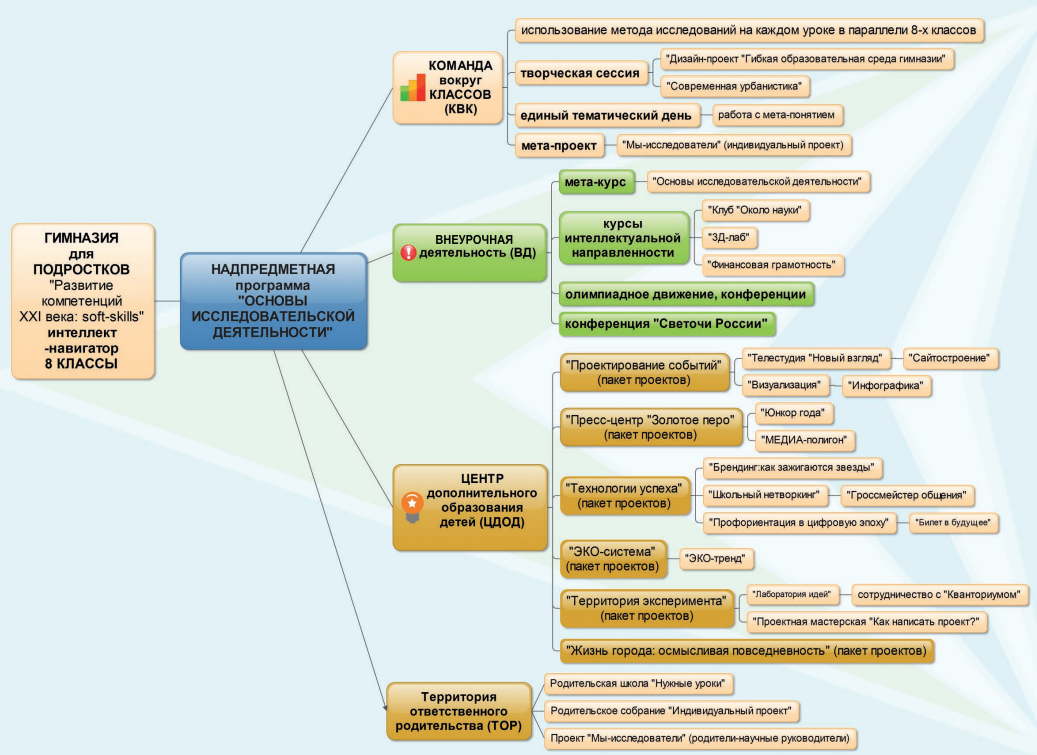 ГИМНАЗИЯ
для
ПОДРОСТКОВ
"Развитие
компетенций
XXI века: soft-skills"
интеллект
-навигатор
8 КЛАССЫ
НАДПРЕДМЕТНАЯ
программа
"ОСНОВЫ
ИССЛЕДОВАТЕЛЬСКОЙ
ДЕЯТЕЛЬНОСТИ"
КОМАНДА
вокруг
КЛАССОВ
(КВК)
использование метода исследований на каждом уроке в параллели 8-х классов
творческая сессия
"Дизайн-проект "Гибкая образовательная среда гимназии"
"Современная урбанистика"
единый тематический день
работа с мета-понятием
мета-проект
"Мы-исследователи" (индивидуальный проект)
ВНЕУРОЧНАЯ
деятельность (ВД)
мета-курс
"Основы исследовательской деятельности"
курсы
интеллектуальной
направленности
"Клуб "Около науки"
"3Д-лаб"
"Финансовая грамотность"
олимпиадное движение, конференции
конференция "Светочи России"
ЦЕНТР
дополнительного
образования
детей (ЦДОД)
"Проектирование событий"
(пакет проектов)
"Телестудия "Новый взгляд"
"Сайтостроение"
"Визуализация"
"Инфографика"
"Пресс-центр "Золотое перо"
(пакет проектов)
"Юнкор года"
"МЕДИА-полигон"
"Технологии успеха"
(пакет проектов)
"Брендинг:как зажигаются звезды"
"Школьный нетворкинг"
"Гроссмейстер общения"
"Профориентация в цифровую эпоху"
"Билет в будущее"
"ЭКО-система"
(пакет проектов)
"ЭКО-тренд"
"Территория эксперимента"
(пакет проектов)
"Лаборатория идей"
сотрудничество с "Кванториумом"
"Проектная мастерская "Как написать проект?"
"Жизнь города: осмысливая повседневность" (пакет проектов)
Территория
ответственного
родительства (ТОР)
Родительская школа "Нужные уроки"
Родительское собрание "Индивидуальный проект"
Проект "Мы-исследователи" (родители-научные руководители)